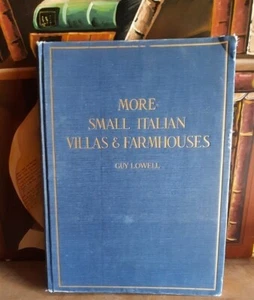 MORE
SMALL ITALIAN
VILLAS & FARMHOUSES
GUY LOWELL